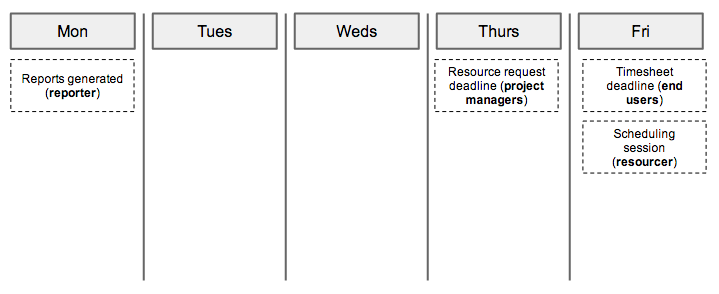 Mon
Tues
Weds
Thurs
Fri
Reports generated
(reporter)
Resource request
deadline (project
managers)
Timesheet
deadline (end
users)
Scheduling
session
(resourcer)